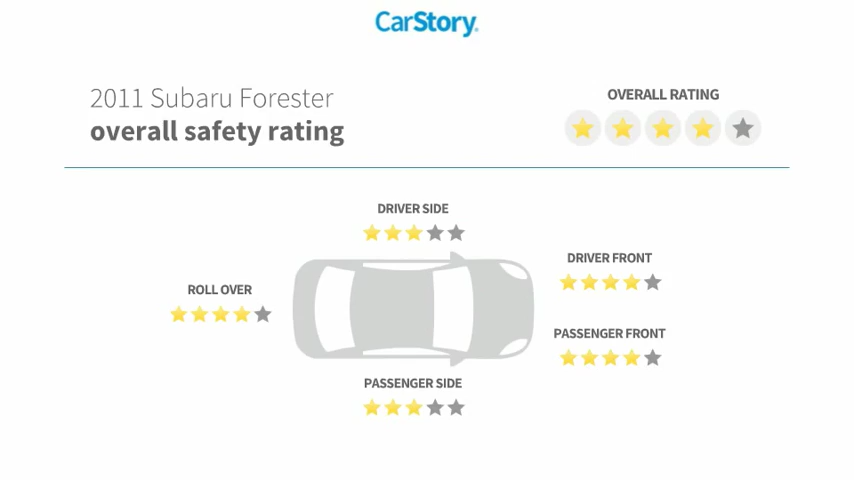 CarStory.
2011 Subaru Forester
overall safety rating
OVERALL RATING
DRIVER SIDE
DRIVER FRONT
ROLL OVER
PASSENGER FRONT
PASSENGER SIDE